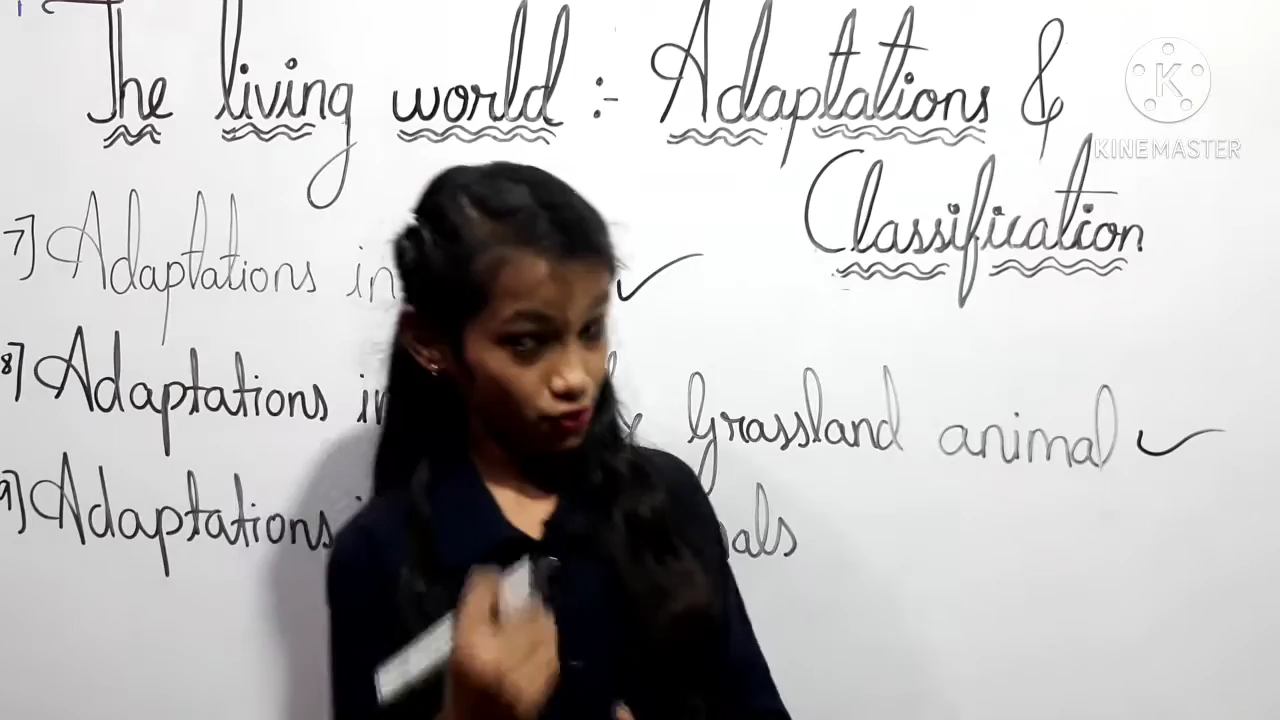 The living world :- Adaptations &
Classification
7] Adaptations in ✓
8] Adaptations in grassland animal ✓
9] Adaptations
K
KINEMASTER